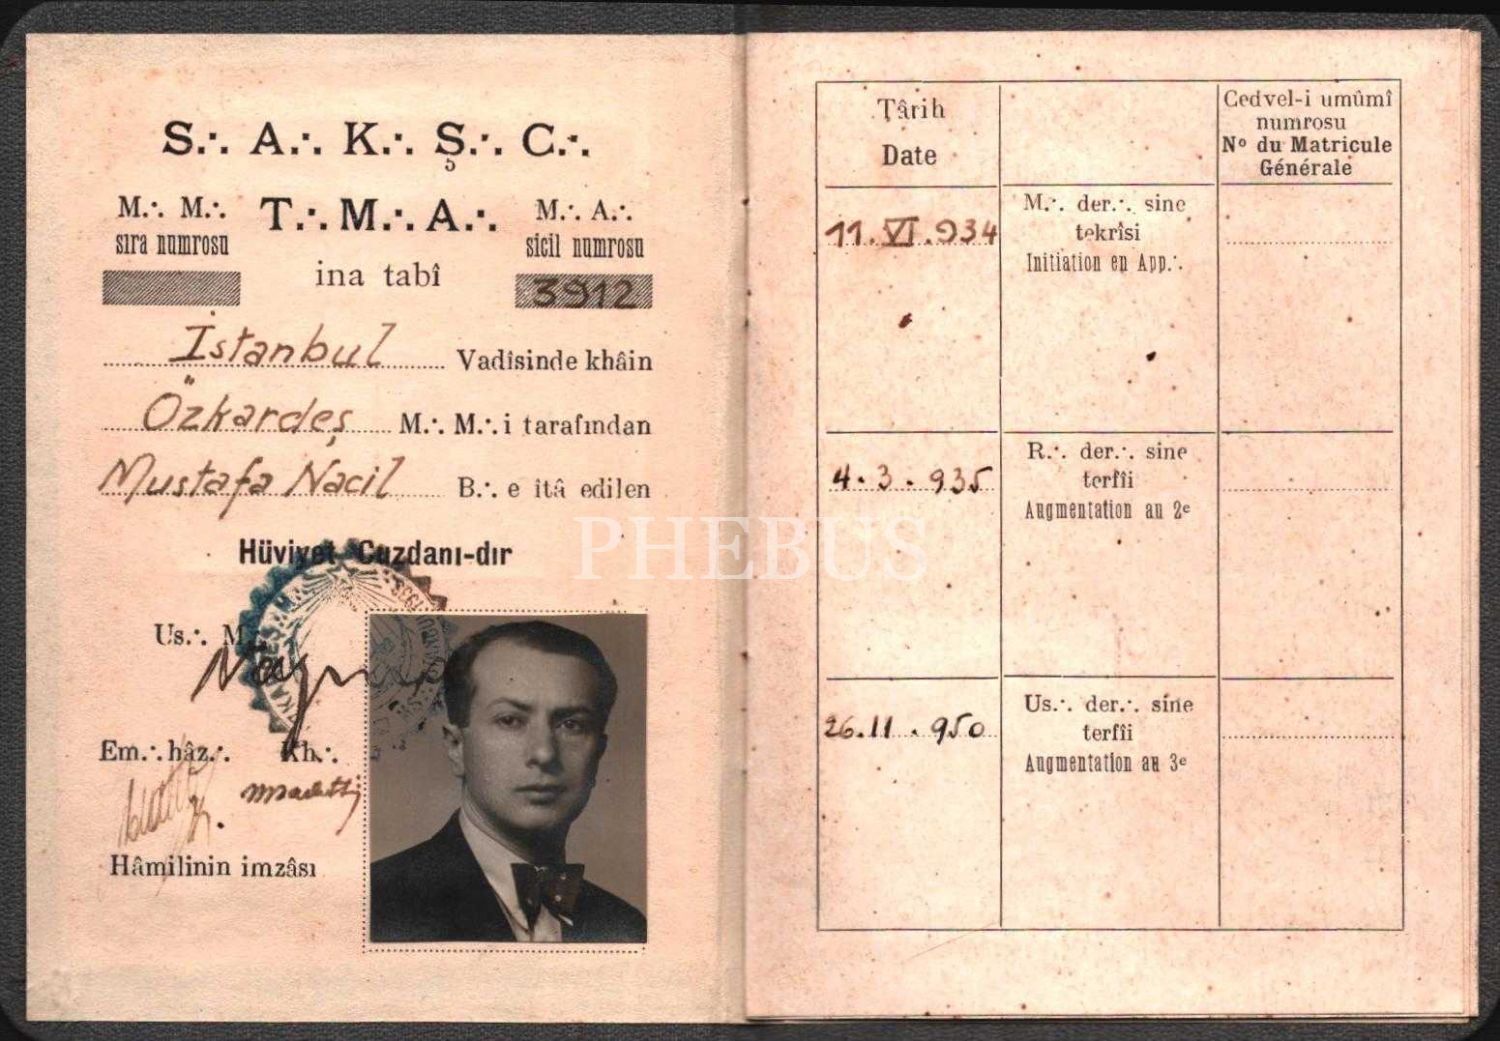 S.·. A.·. K.·. Ş.·. C.·.
M.·. M.·. T.·. M.·. A.·. M.·. A.·.
sıra numrosu sicil numrosu
ina tabî
3912
İstanbul Vadîsinde khâin
Özkardeş M.·. M.·. i tarafından
Mustafa Nacil B.·. e îtâ edilen
Hüviyet Cuzdanı-dır
Us.·. M.·.
Em.·. hâz.·. Kh.·.
Hâmilinin imzâsı
Târih
Date
Cedvel-i umûmî
numrosu
Nº du Matricule
Générale
11.VI.934
M.·. der.·. sine
tekrîsi
Initiation en App.·.
4.3.935
R.·. der.·. sine
terfîi
Augmentation au 2e
26.11.950
Us.·. der.·. sine
terfîi
Augmentation au 3e
PHEBUS